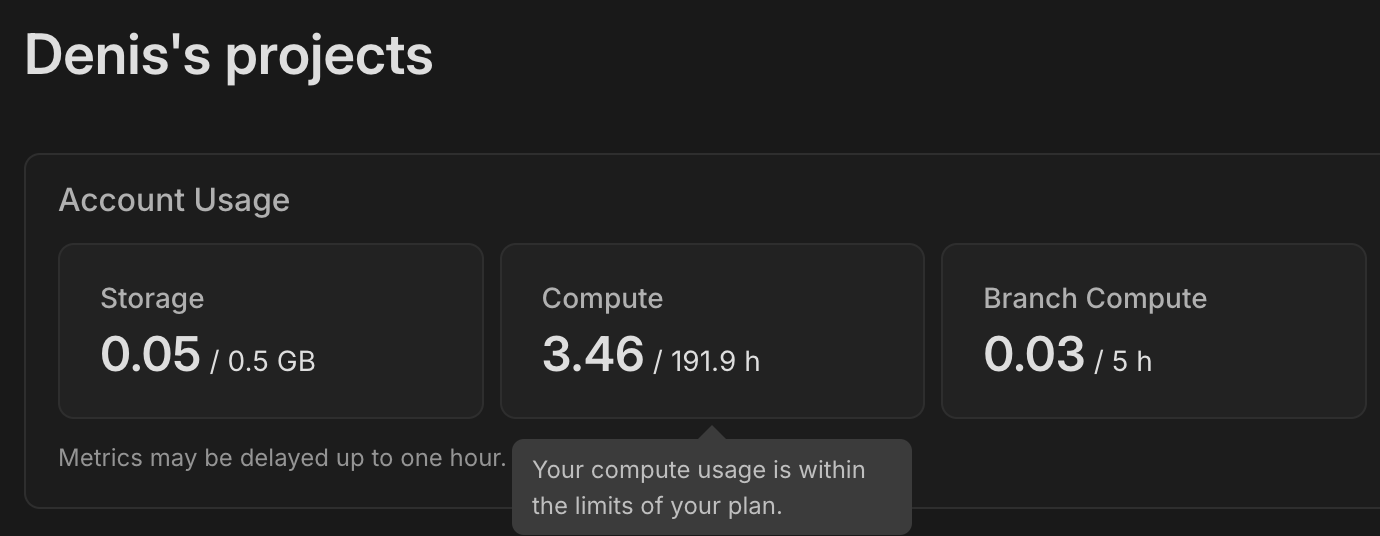 Denis's projects
Account Usage
Storage
0.05 / 0.5 GB
Compute
3.46 / 191.9 h
Branch Compute
0.03 / 5 h
Metrics may be delayed up to one hour.
Your compute usage is within
the limits of your plan.